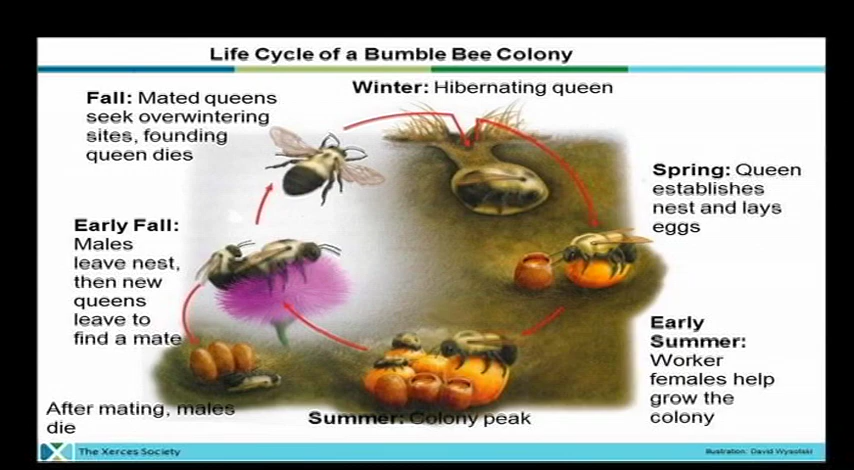 Life Cycle of a Bumble Bee Colony
Winter: Hibernating queen
Fall: Mated queens
seek overwintering
sites, founding
queen dies
Spring: Queen
establishes
nest and lays
eggs
Early Fall:
Males
leave nest,
then new
queens
leave to
find a mate
Early
Summer:
Worker
females help
grow the
colony
After mating, males
die
Summer: Colony peak
The Xerces Society
Illustration: David Wysotski